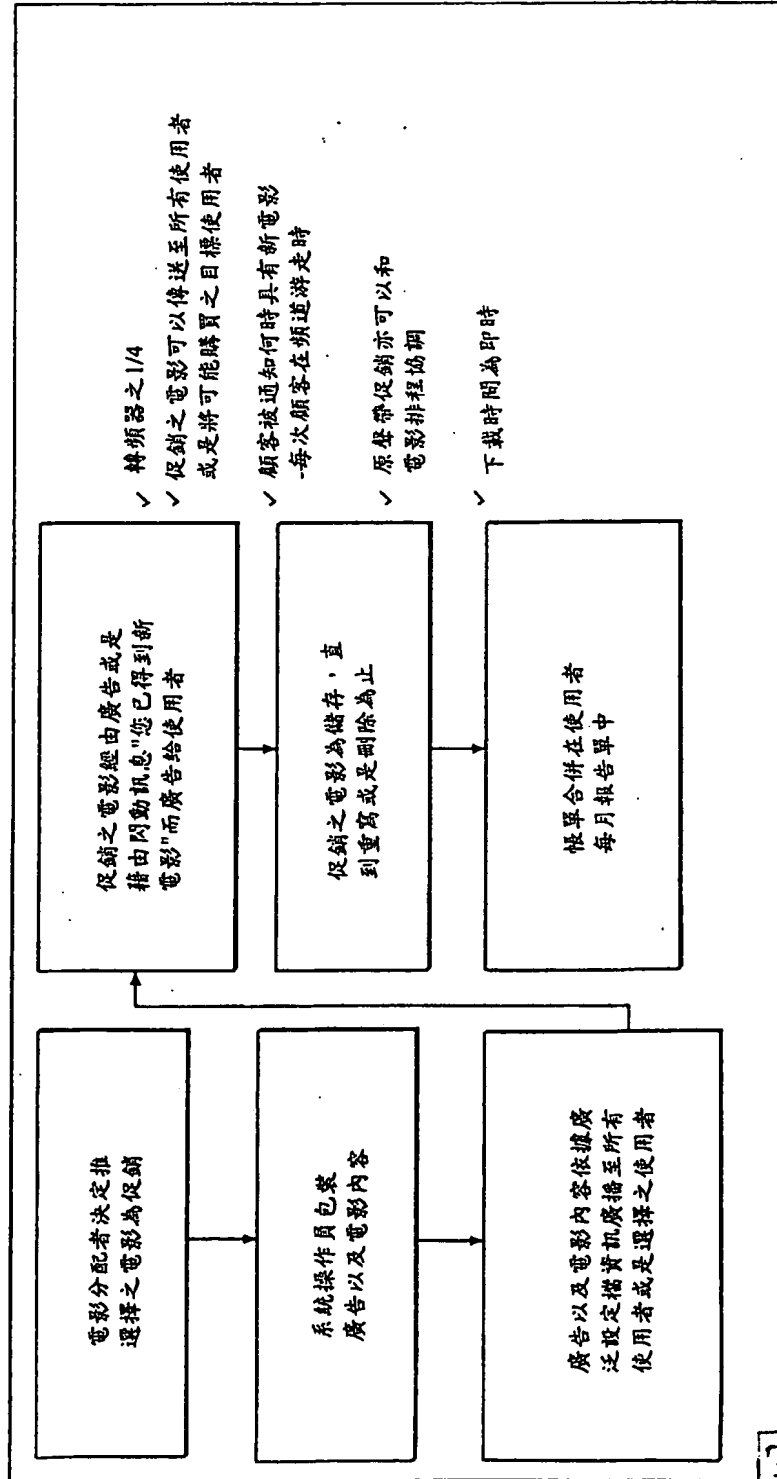 電影分配者決定推
選擇之電影為促銷
系統操作員包裝
廣告以及電影內容
廣告以及電影內容依據廣
泛設定檔資訊廣播至所有
使用者或是選擇之使用者
促銷之電影經由廣告或是
藉由閃動訊息"您已得到新
電影"而廣告給使用者
促銷之電影為儲存，直
到重寫或是刪除為止
帳單合併在使用者
每月報告單中
✓ 轉頻器之1/4
✓ 促銷之電影可以傳送至所有使用者
或是將可能購買之目標使用者
✓ 顧客被通知何時具有新電影
-每次顧客在頻道游走時
✓ 原聲帶促銷亦可以和
電影排程協調
✓ 下載時間為即時